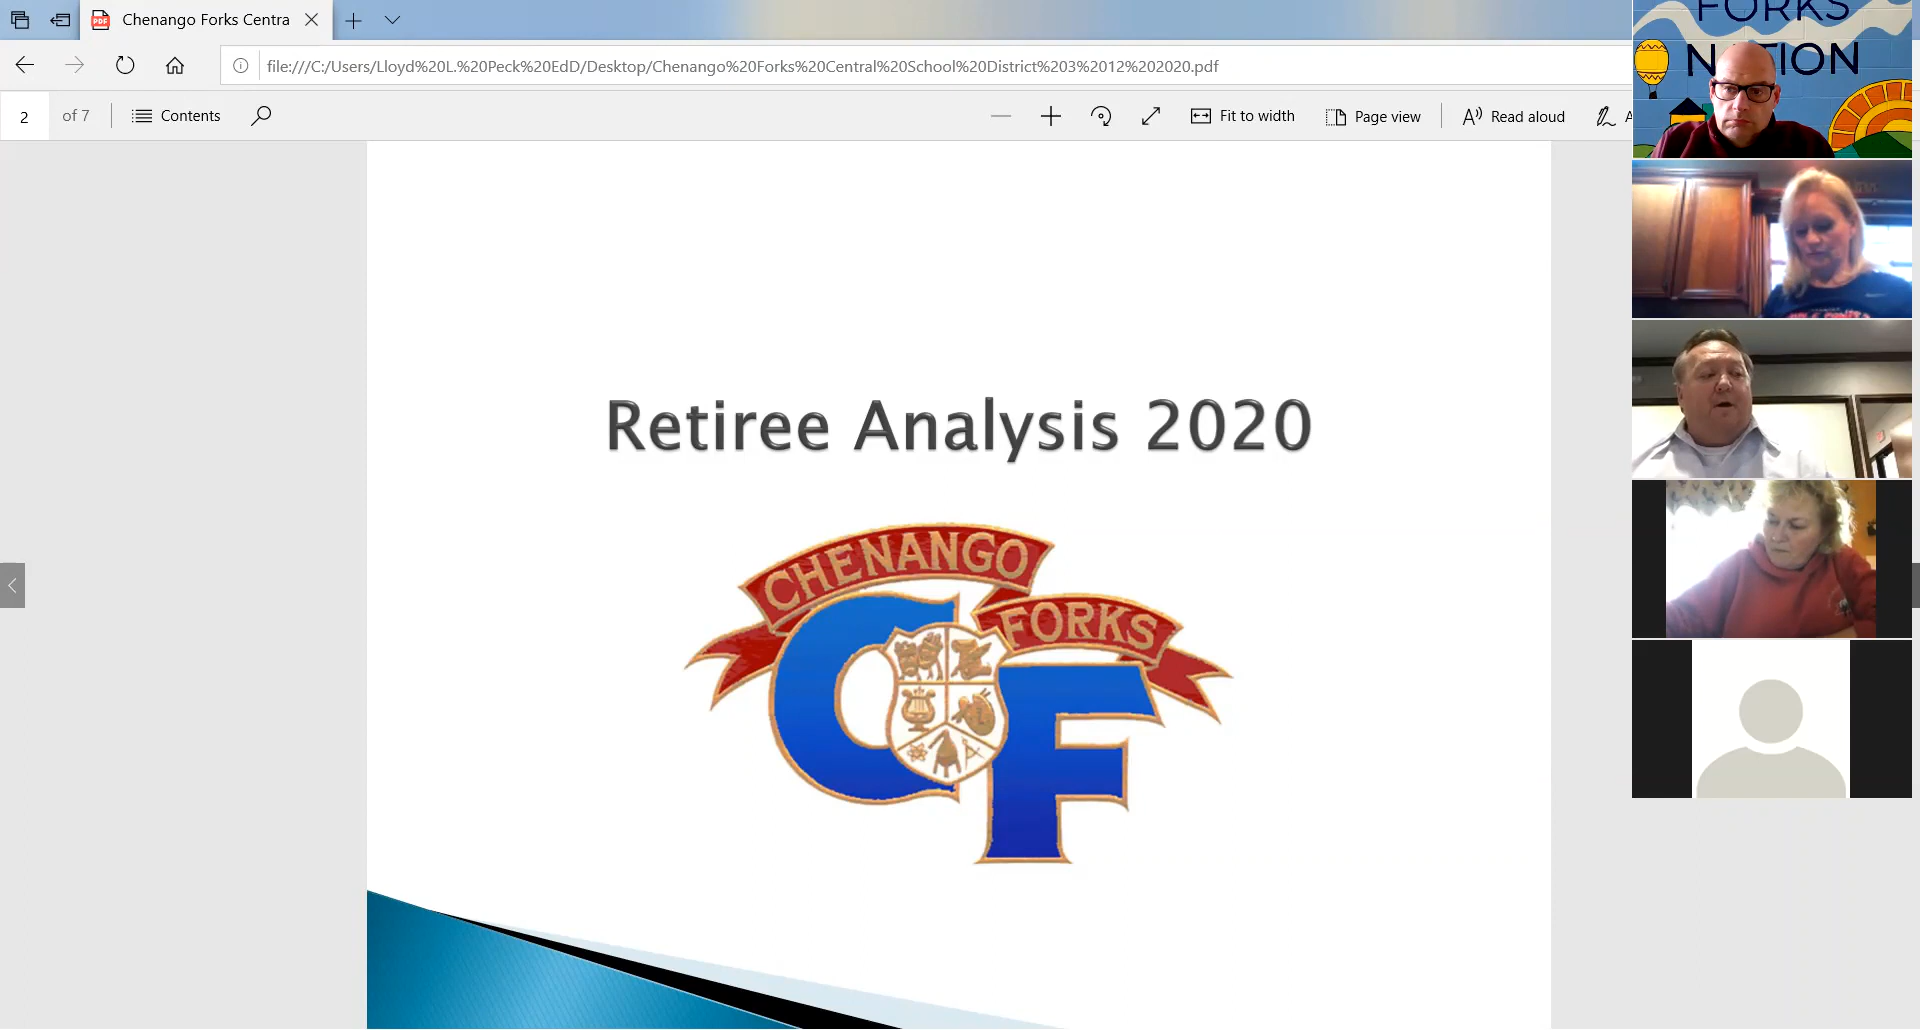 Chenango Forks Centra
file:///C:/Users/Lloyd%20L.%20Peck%20EdD/Desktop/Chenango%20Forks%20Central%20School%20District%203%2012%202020.pdf
2 of 7
Contents
Fit to width
Page view
Read aloud
FORKS
NATION
Retiree Analysis 2020
CHENANGO
FORKS
CF